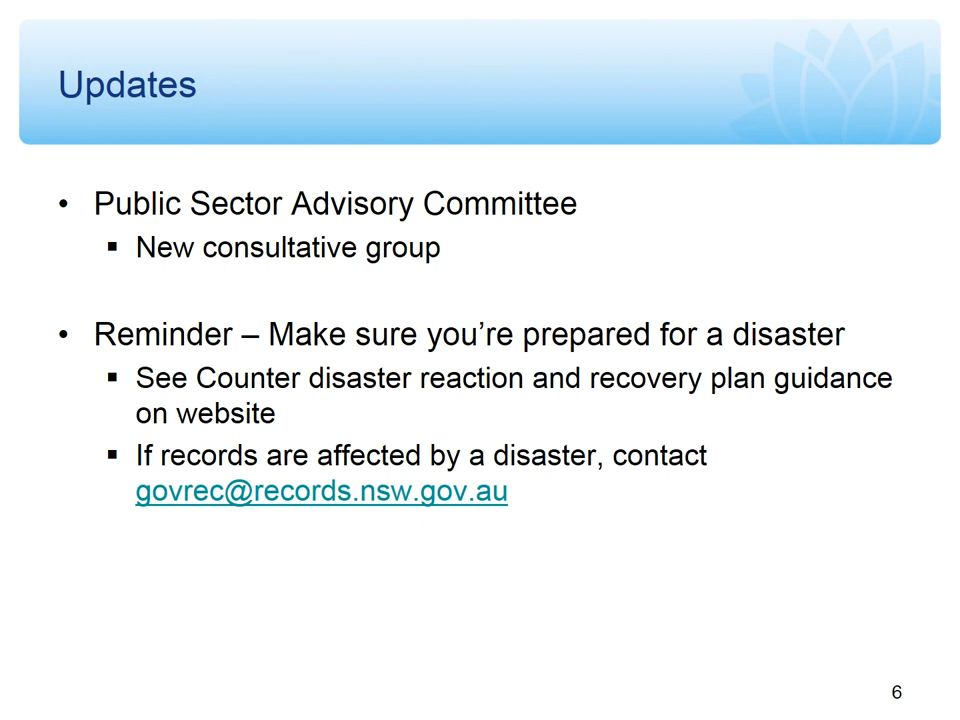 Updates
• Public Sector Advisory Committee
▪ New consultative group
• Reminder – Make sure you’re prepared for a disaster
▪ See Counter disaster reaction and recovery plan guidance
on website
▪ If records are affected by a disaster, contact
govrec@records.nsw.gov.au
6